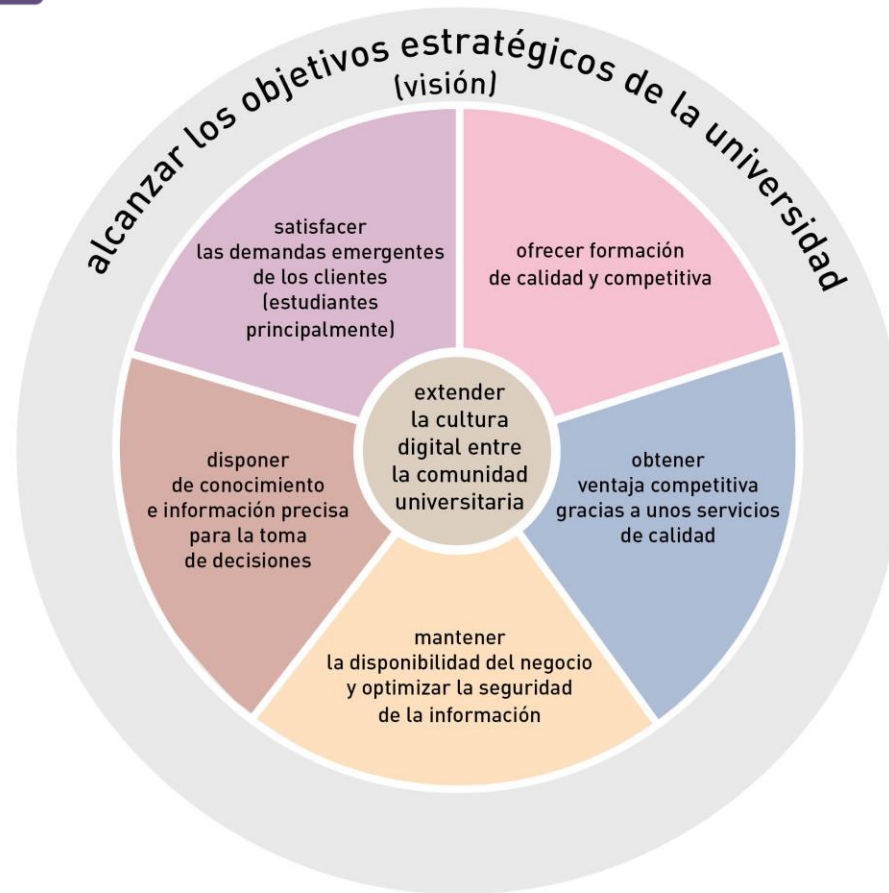 alcanzar los objetivos estratégicos de la universidad
(visión)
satisfacer
las demandas emergentes
de los clientes
(estudiantes
principalmente)
ofrecer formación
de calidad y competitiva
extender
la cultura
digital entre
la comunidad
universitaria
disponer
de conocimiento
e información precisa
para la toma
de decisiones
obtener
ventaja competitiva
gracias a unos servicios
de calidad
mantener
la disponibilidad del negocio
y optimizar la seguridad
de la información